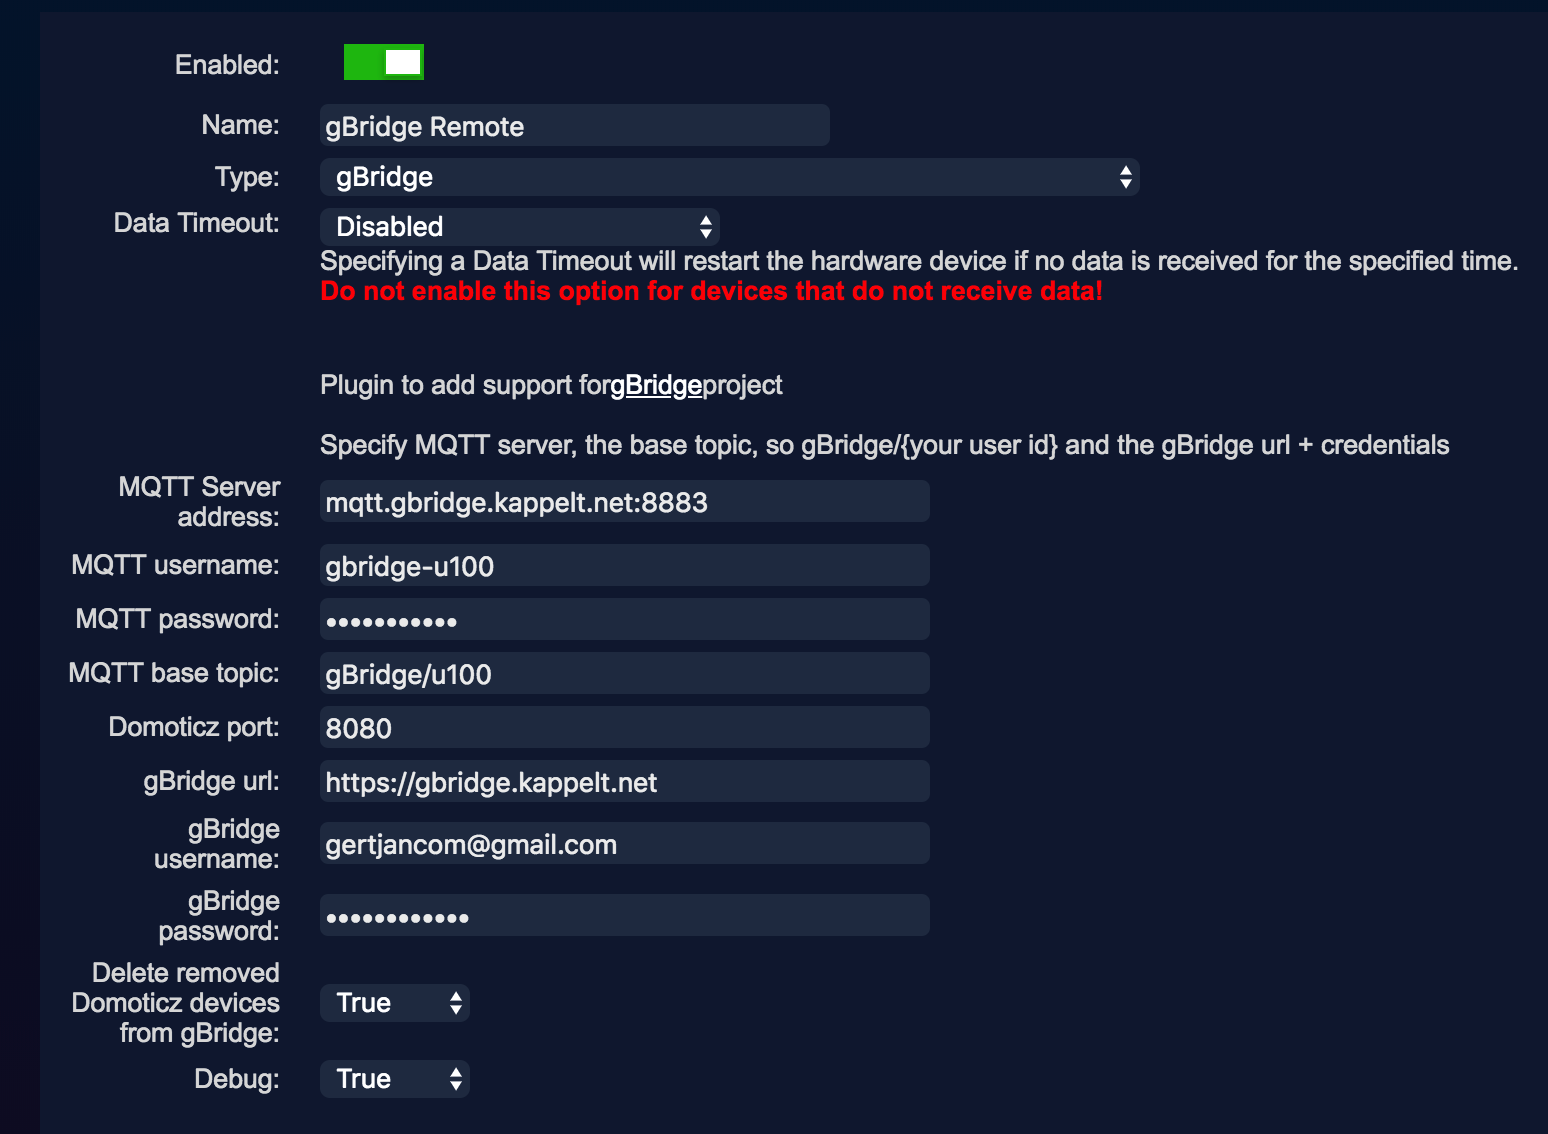 Enabled:
Name: gBridge Remote
Type: gBridge
Data Timeout: Disabled
Specifying a Data Timeout will restart the hardware device if no data is received for the specified time.
Do not enable this option for devices that do not receive data!
Plugin to add support forgBridgeproject
Specify MQTT server, the base topic, so gBridge/{your user id} and the gBridge url + credentials
MQTT Server
address: mqtt.gbridge.kappelt.net:8883
MQTT username: gbridge-u100
MQTT password: •••••••••••
MQTT base topic: gBridge/u100
Domoticz port: 8080
gBridge url: https://gbridge.kappelt.net
gBridge
username: gertjancom@gmail.com
gBridge
password: ••••••••••••
Delete removed
Domoticz devices True
from gBridge:
Debug: True